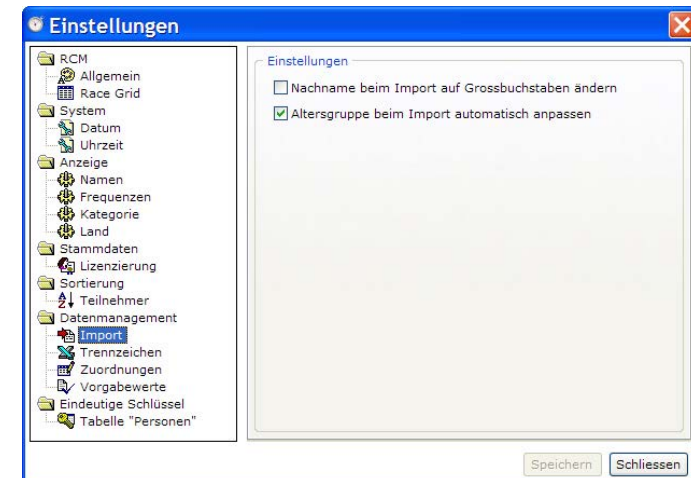 Einstellungen
RCM
Allgemein
Race Grid
System
Datum
Uhrzeit
Anzeige
Namen
Frequenzen
Kategorie
Land
Stammdaten
Lizenzierung
Sortierung
Teilnehmer
Datenmanagement
Import
Trennzeichen
Zuordnungen
Vorgabewerte
Eindeutige Schlüssel
Tabelle "Personen"
Einstellungen
Nachname beim Import auf Grossbuchstaben ändern
Altersgruppe beim Import automatisch anpassen
Speichern
Schliessen